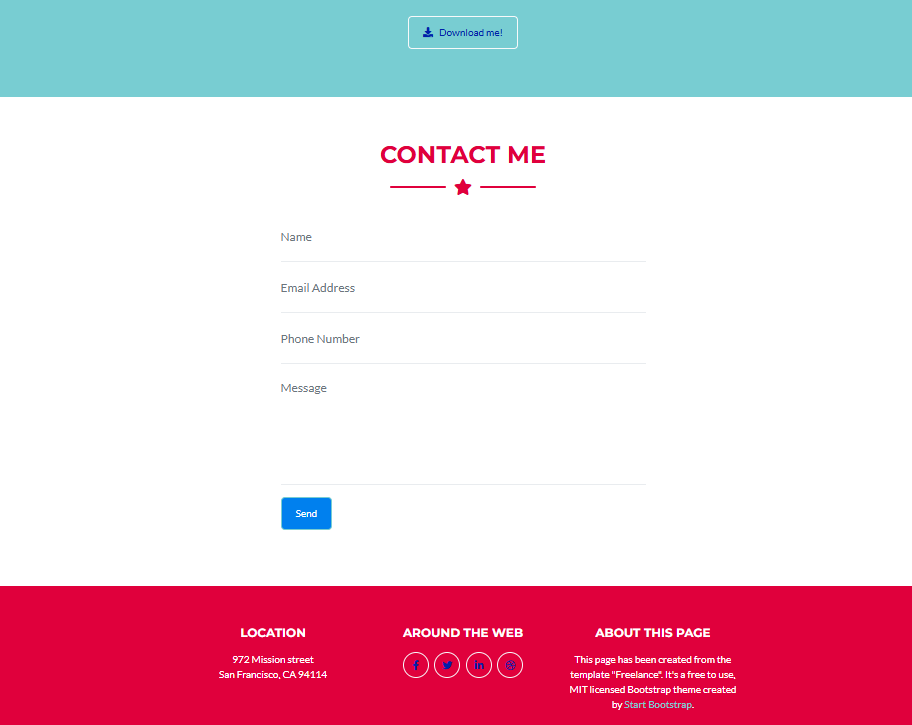 Download me!
CONTACT ME
Name
Email Address
Phone Number
Message
Send
LOCATION
972 Mission street
San Francisco, CA 94114
AROUND THE WEB
ABOUT THIS PAGE
This page has been created from the
template "Freelance". It's a free to use,
MIT licensed Bootstrap theme created
by Start Bootstrap.